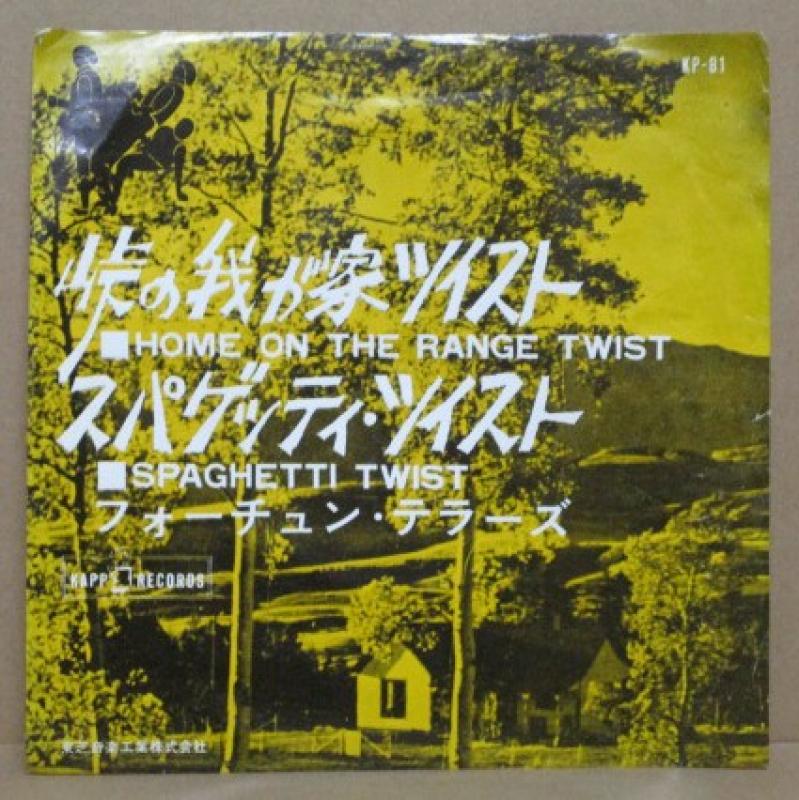 KP-81
峠の我が家ツイスト
■HOME ON THE RANGE TWIST
スパゲッティ・ツイスト
■SPAGHETTI TWIST
フォーチュン・テラーズ
KAPP RECORDS
東芝音楽工業株式会社